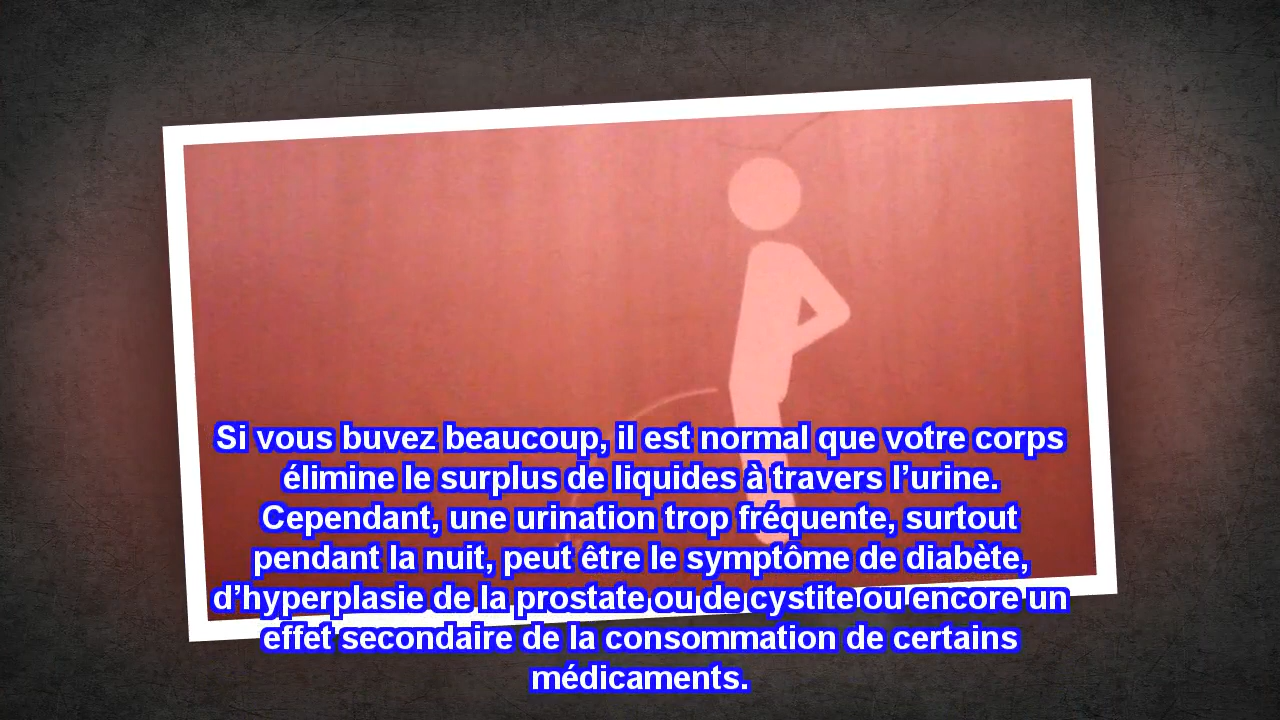 Si vous buvez beaucoup, il est normal que votre corps
élimine le surplus de liquides à travers l’urine.
Cependant, une urination trop fréquente, surtout
pendant la nuit, peut être le symptôme de diabète,
d’hyperplasie de la prostate ou de cystite ou encore un
effet secondaire de la consommation de certains
médicaments.